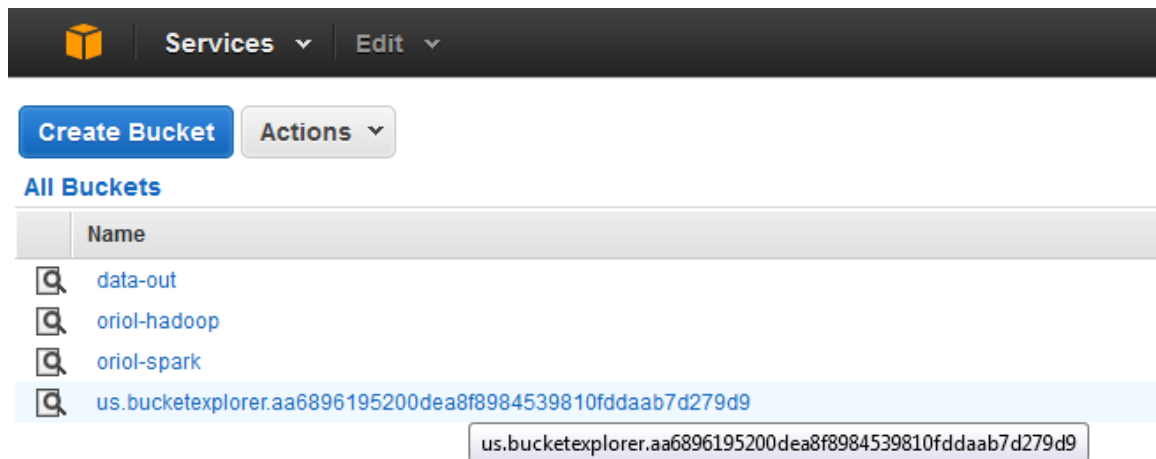 Services Edit
Create Bucket Actions
All Buckets
Name
data-out
oriol-hadoop
oriol-spark
us.bucketexplorer.aa6896195200dea8f8984539810fddaab7d279d9
us.bucketexplorer.aa6896195200dea8f8984539810fddaab7d279d9